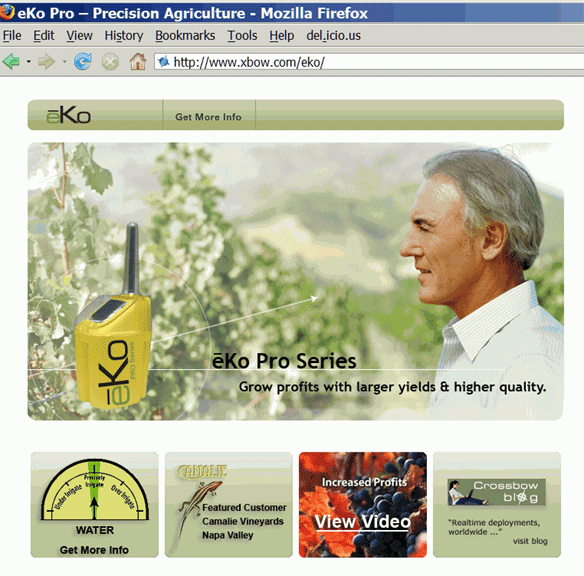 eKo Pro – Precision Agriculture - Mozilla Firefox
File Edit View History Bookmarks Tools Help del.icio.us
http://www.xbow.com/eko/
ēKo
Get More Info
ēKo
PRO Series
ēKo Pro Series
Grow profits with larger yields & higher quality.
Under Irrigate
Precisely
Irrigate
Over Irrigate
WATER
Get More Info
CAMALIE
Featured Customer
Camalie Vineyards
Napa Valley
Increased Profits
View Video
Crossbow
blog
"Realtime deployments,
worldwide ..."
visit blog